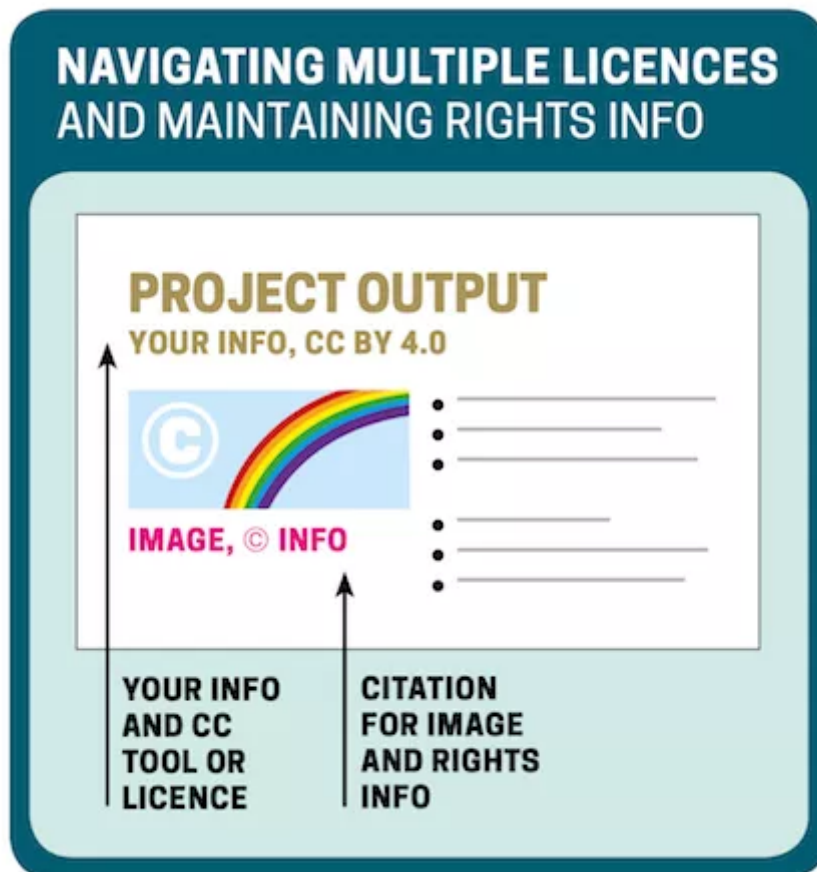 NAVIGATING MULTIPLE LICENCES
AND MAINTAINING RIGHTS INFO
PROJECT OUTPUT
YOUR INFO, CC BY 4.0
©
IMAGE, © INFO
YOUR INFO
AND CC
TOOL OR
LICENCE
CITATION
FOR IMAGE
AND RIGHTS
INFO